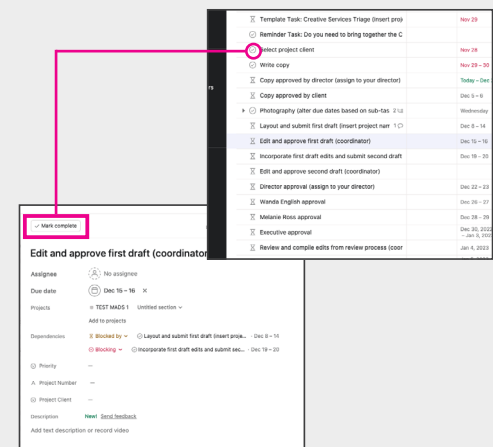 Template Task: Creative Services Triage (insert proj
Nov 29
Reminder Task: Do you need to bring together the C
Select project client
Nov 28
Write copy
Nov 29 – 30
Copy approved by director (assign to your director)
Today – Dec
Copy approved by client
Dec 5 – 6
rs
Photography (alter due dates based on sub-tas 2
Wednesday
Layout and submit first draft (insert project nam 1
Dec 8 – 14
Edit and approve first draft (coordinator)
Dec 15 – 16
Incorporate first draft edits and submit second draft
Dec 19 – 20
Edit and approve second draft (coordinator)
Director approval (assign to your director)
Dec 22 – 23
Wanda English approval
Dec 26 – 27
Melanie Ross approval
Dec 28 – 29
Executive approval
Dec 30, 2022
– Jan 3, 202
Review and compile edits from review process (coor
Jan 4, 2023
Mark complete
Edit and approve first draft (coordinator
Assignee
No assignee
Due date
Dec 15 – 16 ×
Projects
TEST MADS 1 Untitled section
Add to projects
Dependencies
Blocked by
Layout and submit first draft (insert proje... · Dec 8 – 14
Blocking
Incorporate first draft edits and submit sec... · Dec 19 – 20
Priority
—
Project Number
—
Project Client
—
Description
New! Send feedback
Add text description or record video